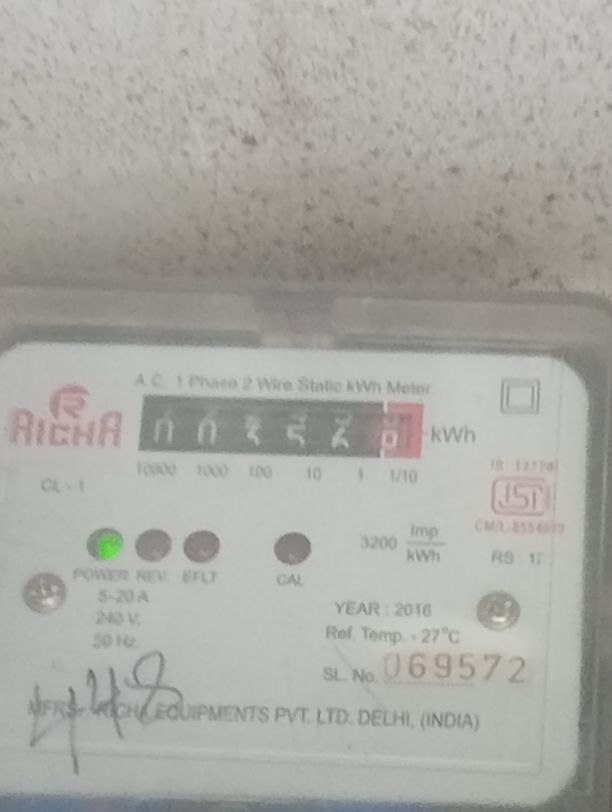 A.C. 1 Phase 2 Wire Static kWh Meter
RICHA
kWh
10000 1000 100 10 1 1/10
CL - 1
IS : 13779
ISI
3200 Imp/kWh
RS : 17
POWER REV. EFLT CAL
5-20 A
240 V,
50 Hz.
YEAR : 2016
Ref. Temp. - 27°C
SL. No. 069572
EQUIPMENTS PVT. LTD. DELHI, (INDIA)